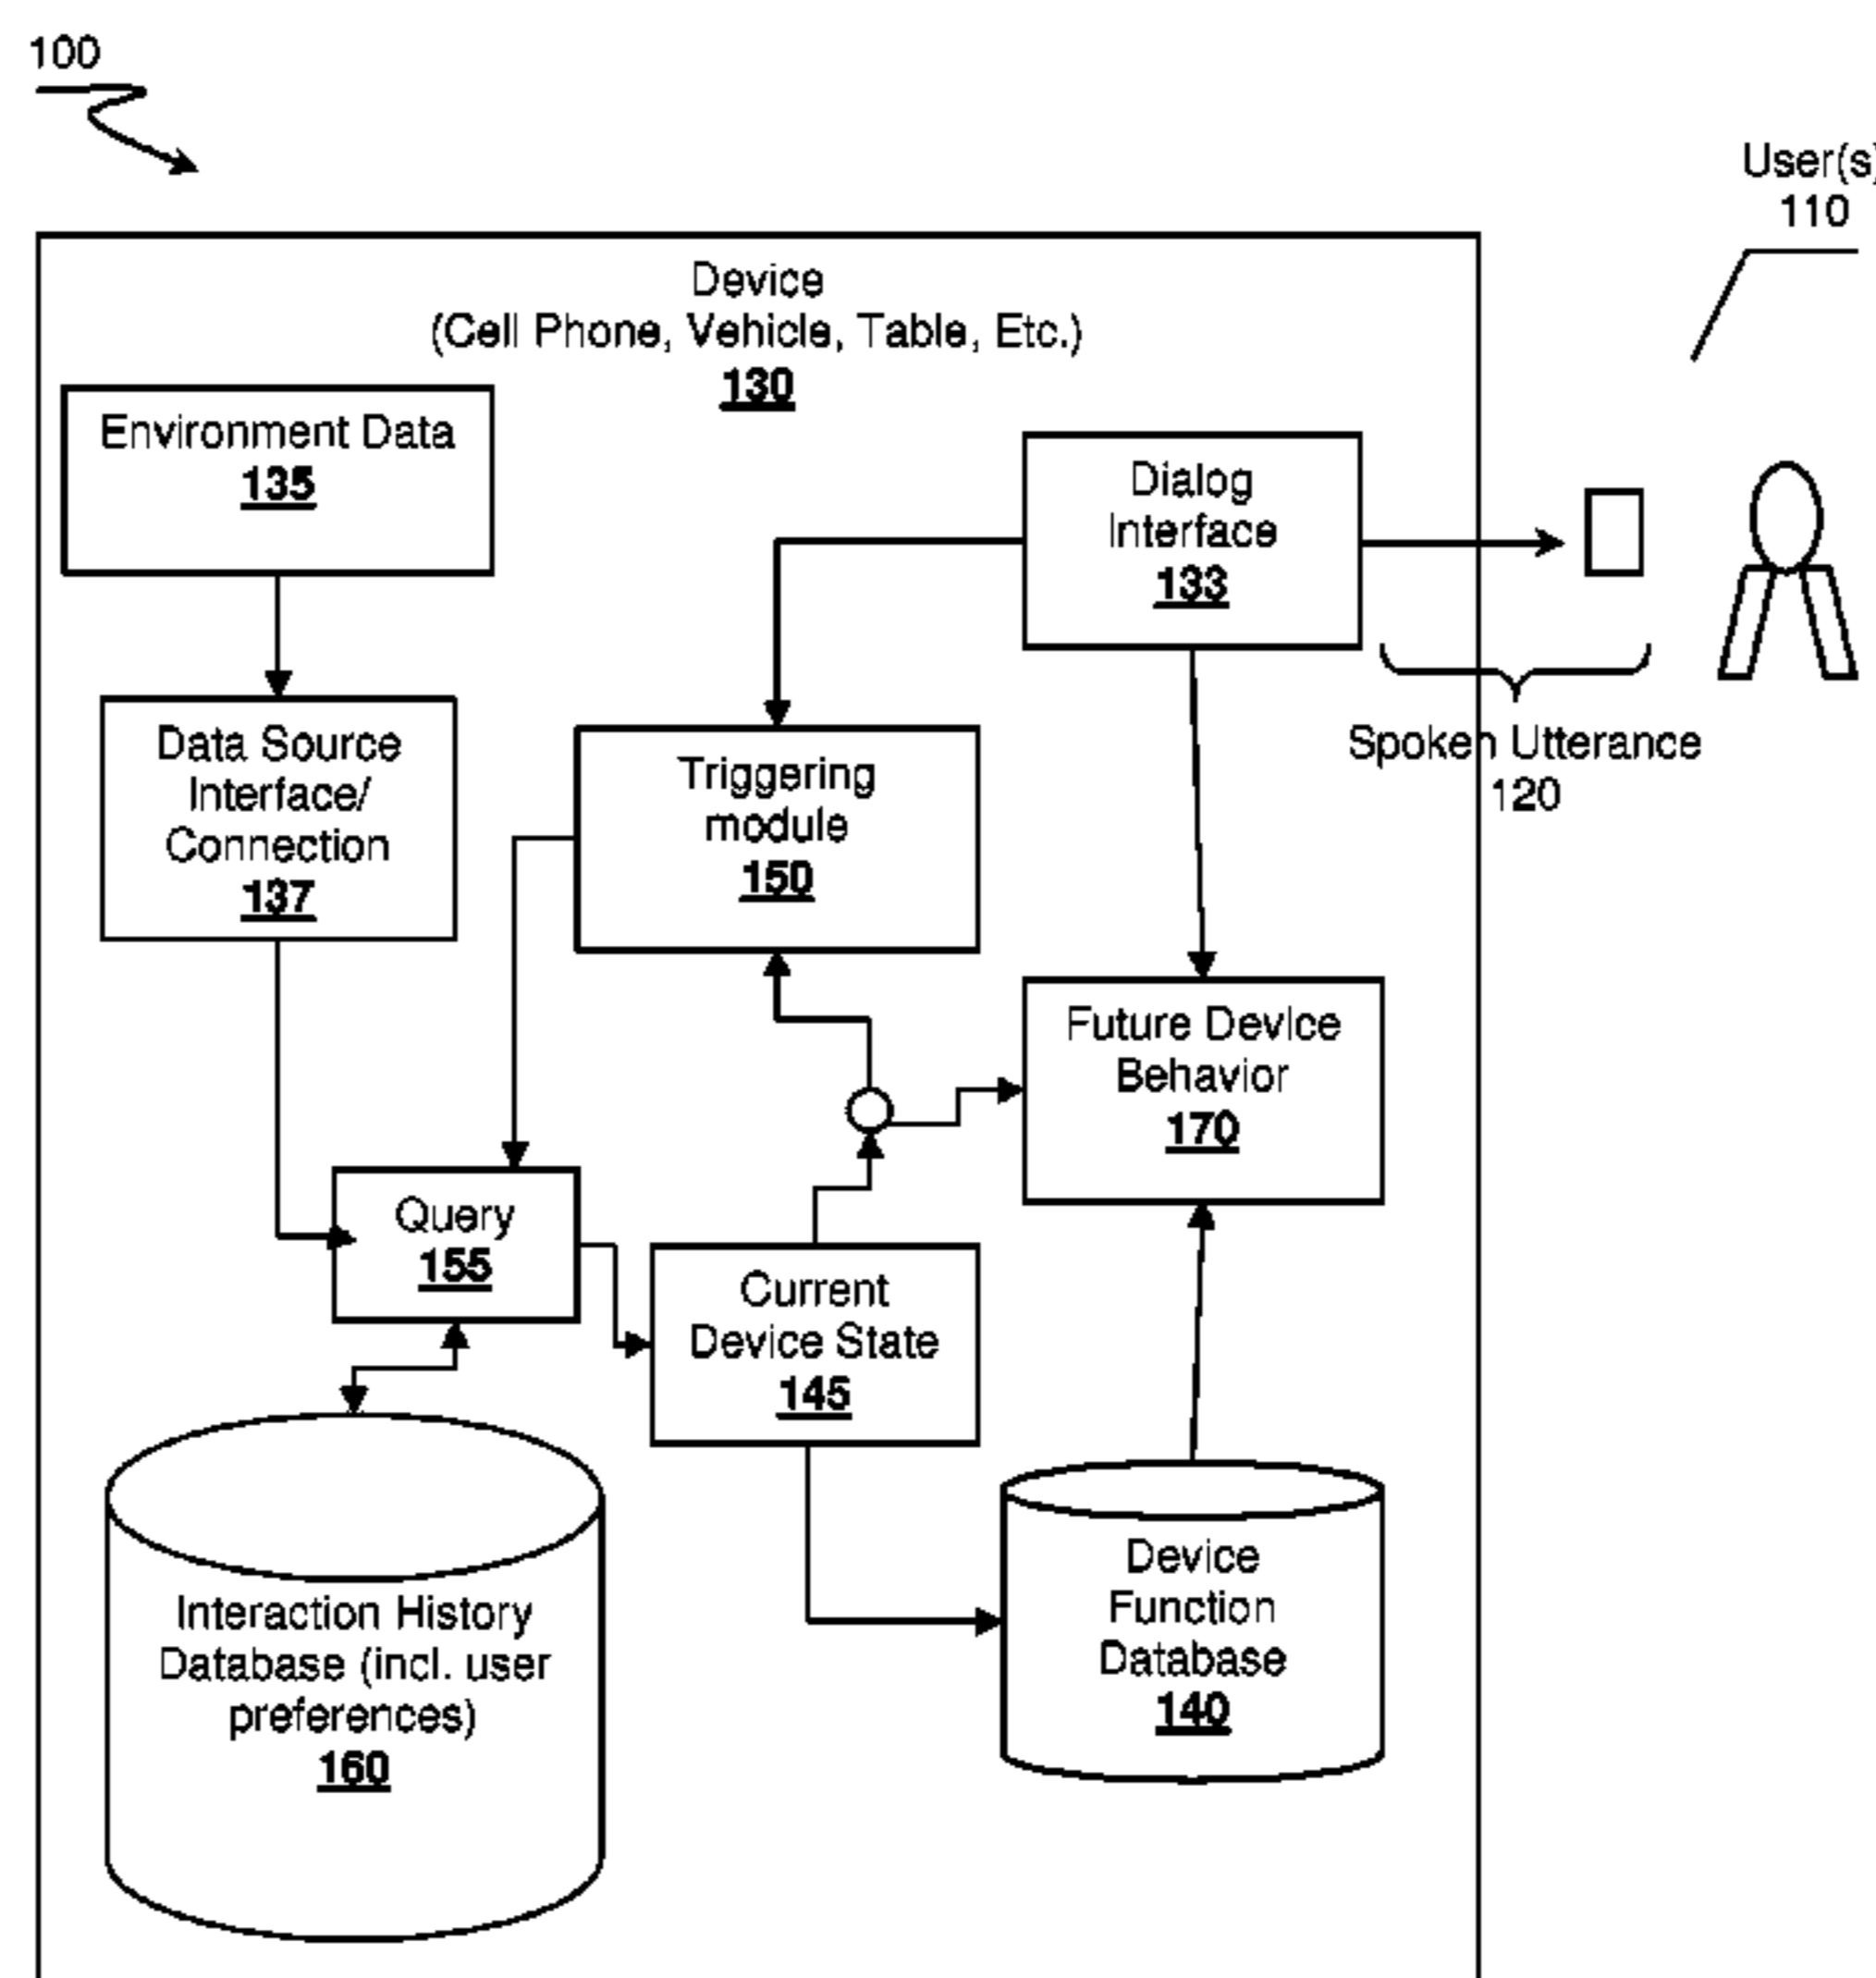 100
User(s)
110
Device
(Cell Phone, Vehicle, Table, Etc.)
130
Environment Data
135
Dialog
Interface
133
Data Source
Interface/
Connection
137
Triggering
module
150
Spoken Utterance
120
Future Device
Behavior
170
Query
155
Current
Device State
145
Interaction History
Database (incl. user
preferences)
160
Device
Function
Database
140